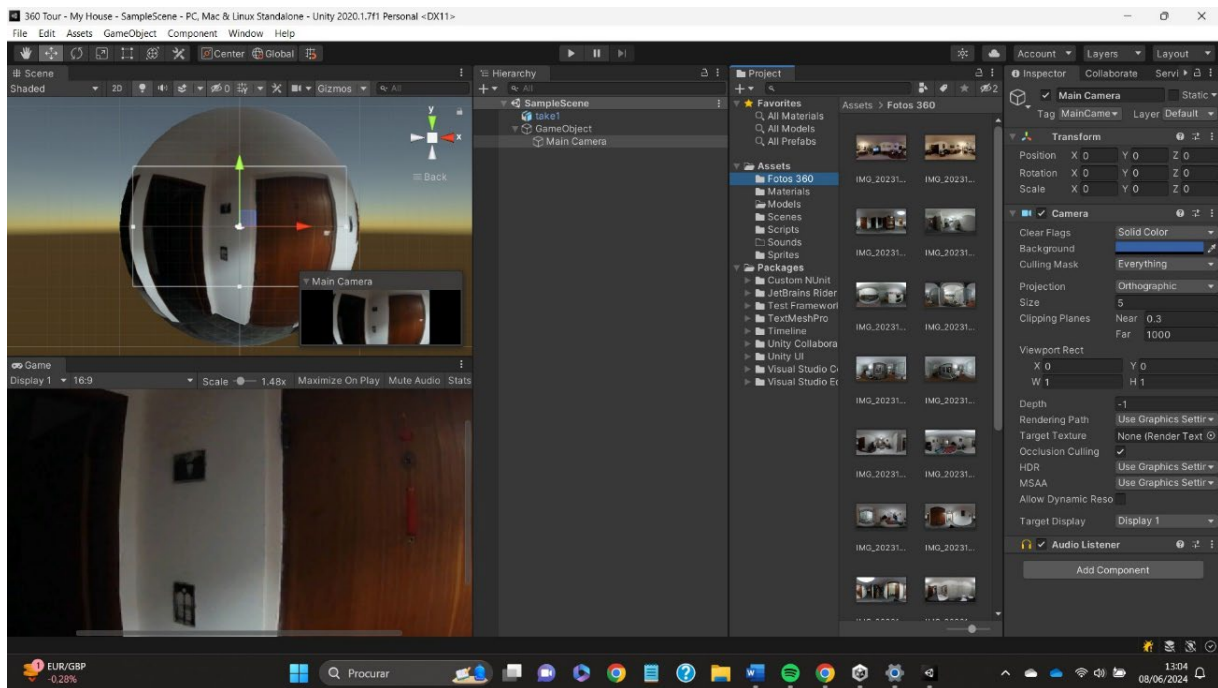 360 Tour - My House - SampleScene - PC, Mac & Linux Standalone - Unity 2020.1.7f1 Personal <DX11>
File Edit Assets GameObject Component Window Help
Center Global
Account Layers Layout
Scene
Shaded 2D 0 Gizmos All
y
x
Back
Main Camera
Game
Display 1 16:9 Scale 1.48x Maximize On Play Mute Audio Stats
Hierarchy
All
SampleScene
take1
GameObject
Main Camera
Project
2
Favorites
All Materials
All Models
All Prefabs
Assets
Fotos 360
Materials
Models
Scenes
Scripts
Sounds
Sprites
Packages
Custom NUnit
JetBrains Rider
Test Framewor
TextMeshPro
Timeline
Unity Collabora
Unity UI
Visual Studio C
Visual Studio Ed
Assets > Fotos 360
IMG_20231... IMG_20231...
IMG_20231... IMG_20231...
IMG_20231... IMG_20231...
IMG_20231... IMG_20231...
IMG_20231... IMG_20231...
IMG_20231... IMG_20231...
Inspector Collaborate Servi
Main Camera Static
Tag MainCame Layer Default
Transform
Position X 0 Y 0 Z 0
Rotation X 0 Y 0 Z 0
Scale X 0 Y 0 Z 0
Camera
Clear Flags Solid Color
Background
Culling Mask Everything
Projection Orthographic
Size 5
Clipping Planes Near 0.3
Far 1000
Viewport Rect
X 0 Y 0
W 1 H 1
Depth -1
Rendering Path Use Graphics Settir
Target Texture None (Render Text
Occlusion Culling
HDR Use Graphics Settir
MSAA Use Graphics Settir
Allow Dynamic Reso
Target Display Display 1
Audio Listener
Add Component
1
EUR/GBP
-0,28%
Procurar
13:04
08/06/2024